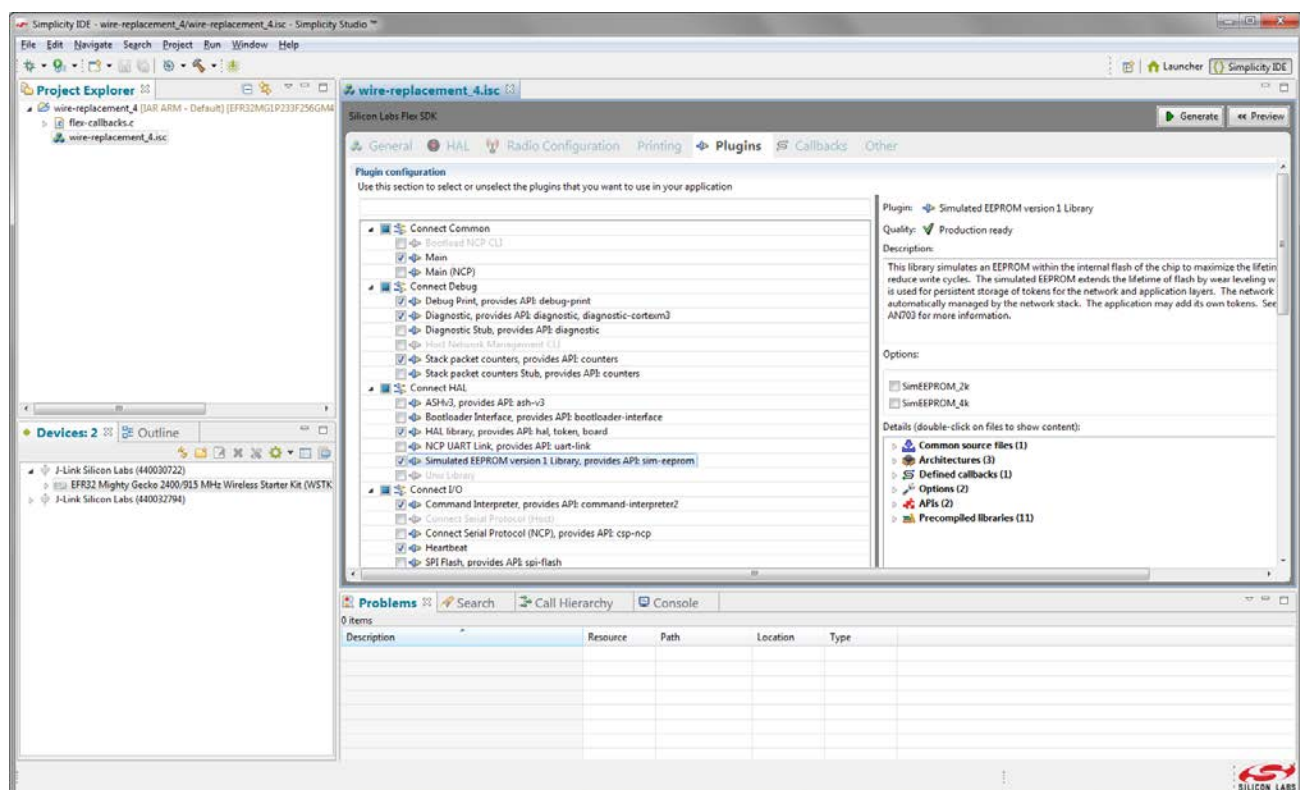 Simplicity IDE - wire-replacement_4/wire-replacement_4.isc - Simplicity Studio ™
File Edit Navigate Search Project Run Window Help
Launcher Simplicity IDE
Project Explorer
wire-replacement_4 [IAR ARM - Default] [EFR32MG1P233F256GM4
flex-callbacks.c
wire-replacement_4.isc
Devices: 2 Outline
J-Link Silicon Labs (440030722)
EFR32 Mighty Gecko 2400/915 MHz Wireless Starter Kit (WSTK
J-Link Silicon Labs (440032794)
wire-replacement_4.isc
Silicon Labs Flex SDK
Generate Preview
General HAL Radio Configuration Printing Plugins Callbacks Other
Plugin configuration
Use this section to select or unselect the plugins that you want to use in your application
Connect Common
Bootload NCP CLI
Main
Main (NCP)
Connect Debug
Debug Print, provides API: debug-print
Diagnostic, provides API: diagnostic, diagnostic-cortexm3
Diagnostic Stub, provides API: diagnostic
Host Network Management CLI
Stack packet counters, provides API: counters
Stack packet counters Stub, provides API: counters
Connect HAL
ASHv3, provides API: ash-v3
Bootloader Interface, provides API: bootloader-interface
HAL library, provides API: hal, token, board
NCP UART Link, provides API: uart-link
Simulated EEPROM version 1 Library, provides API: sim-eeprom
Unix Library
Connect I/O
Command Interpreter, provides API: command-interpreter2
Connect Serial Protocol (Host)
Connect Serial Protocol (NCP), provides API: csp-ncp
Heartbeat
SPI Flash, provides API: spi-flash
Plugin: Simulated EEPROM version 1 Library
Quality: Production ready
Description:
This library simulates an EEPROM within the internal flash of the chip to maximize the lifetin
reduce write cycles. The simulated EEPROM extends the lifetime of flash by wear leveling w
is used for persistent storage of tokens for the network and application layers. The network
automatically managed by the network stack. The application may add its own tokens. See
AN703 for more information.
Options:
SimEEPROM_2k
SimEEPROM_4k
Details (double-click on files to show content):
Common source files (1)
Architectures (3)
Defined callbacks (1)
Options (2)
APIs (2)
Precompiled libraries (11)
Problems Search Call Hierarchy Console
0 items
Description Resource Path Location Type
SILICON LABS